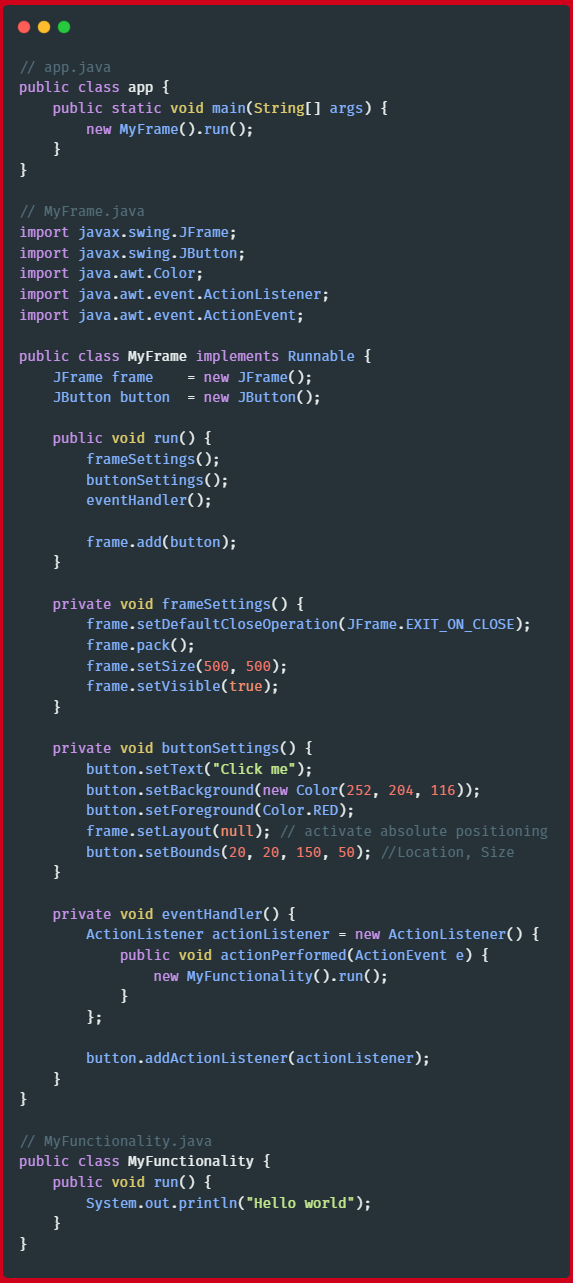 // app.java
public class app {
    public static void main(String[] args) {
        new MyFrame().run();
    }
}

// MyFrame.java
import javax.swing.JFrame;
import javax.swing.JButton;
import java.awt.Color;
import java.awt.event.ActionListener;
import java.awt.event.ActionEvent;

public class MyFrame implements Runnable {
    JFrame frame    = new JFrame();
    JButton button  = new JButton();

    public void run() {
        frameSettings();
        buttonSettings();
        eventHandler();

        frame.add(button);
    }

    private void frameSettings() {
        frame.setDefaultCloseOperation(JFrame.EXIT_ON_CLOSE);
        frame.pack();
        frame.setSize(500, 500);
        frame.setVisible(true);
    }

    private void buttonSettings() {
        button.setText("Click me");
        button.setBackground(new Color(252, 204, 116));
        button.setForeground(Color.RED);
        frame.setLayout(null); // activate absolute positioning
        button.setBounds(20, 20, 150, 50); //Location, Size
    }

    private void eventHandler() {
        ActionListener actionListener = new ActionListener() {
            public void actionPerformed(ActionEvent e) {
                new MyFunctionality().run();
            }
        };

        button.addActionListener(actionListener);
    }
}

// MyFunctionality.java
public class MyFunctionality {
    public void run() {
        System.out.println("Hello world");
    }
}